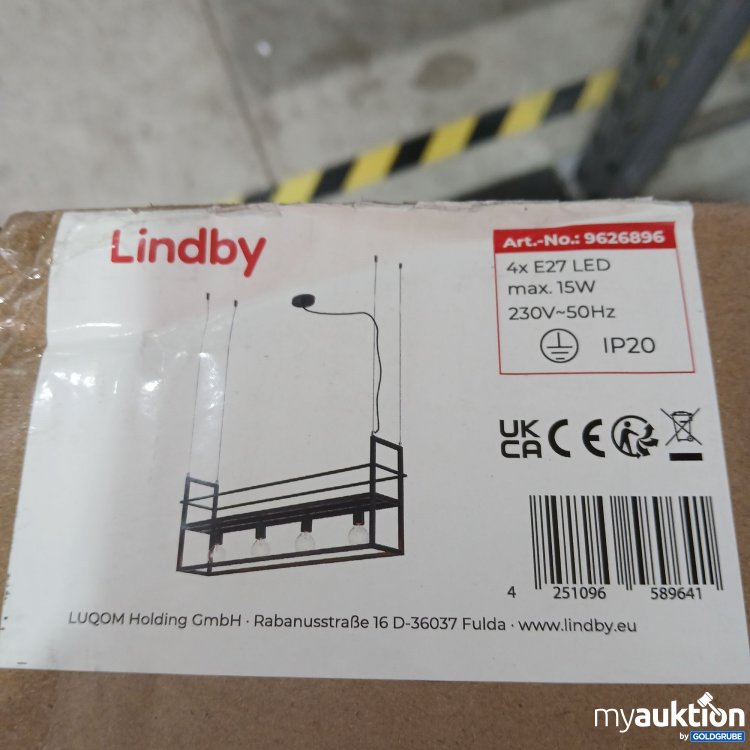 Lindby
Art.-No.: 9626896
4x E27 LED
max. 15W
230V~50Hz
IP20
UK
CA CE
4 251096 589641
LUQOM Holding GmbH · Rabanusstraße 16 D-36037 Fulda · www.lindby.eu
myauktion
by GOLDGRUBE